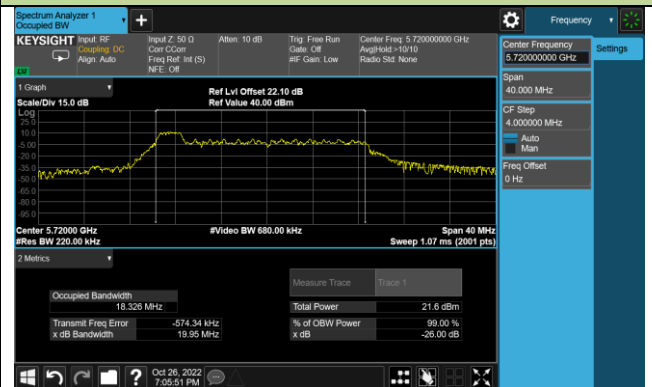 Spectrum Analyzer 1
Occupied BW
Frequency
KEYSIGHT
Input: RF
Coupling: DC
Align: Auto
Input Z: 50 Ω
Corr CCorr
Freq Ref: Int (S)
NFE: Off
Atten: 10 dB
Trig: Free Run
Gate: Off
#IF Gain: Low
Center Freq: 5.720000000 GHz
Avg|Hold:>10/10
Radio Std: None
LXI
1 Graph
Scale/Div 15.0 dB
Ref Lvl Offset 22.10 dB
Ref Value 40.00 dBm
Log
25.0
10.0
-5.00
-20.0
-35.0
-50.0
-65.0
-80.0
-95.0
Center 5.72000 GHz
#Res BW 220.00 kHz
#Video BW 680.00 kHz
Span 40 MHz
Sweep 1.07 ms (2001 pts)
2 Metrics
Measure Trace
Trace 1
Occupied Bandwidth
18.326 MHz
Total Power
21.6 dBm
Transmit Freq Error
-574.34 kHz
% of OBW Power
99.00 %
x dB Bandwidth
19.95 MHz
x dB
-26.00 dB
Oct 26, 2022
7:05:51 PM
Center Frequency
5.720000000 GHz
Settings
Span
40.000 MHz
CF Step
4.000000 MHz
Auto
Man
Freq Offset
0 Hz